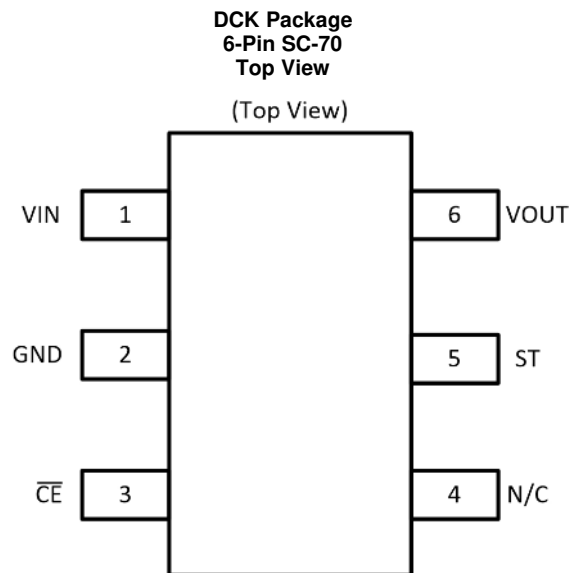 DCK Package
6-Pin SC-70
Top View
(Top View)
VIN 1 6 VOUT
GND 2 5 ST
C̅E̅ 3 4 N/C